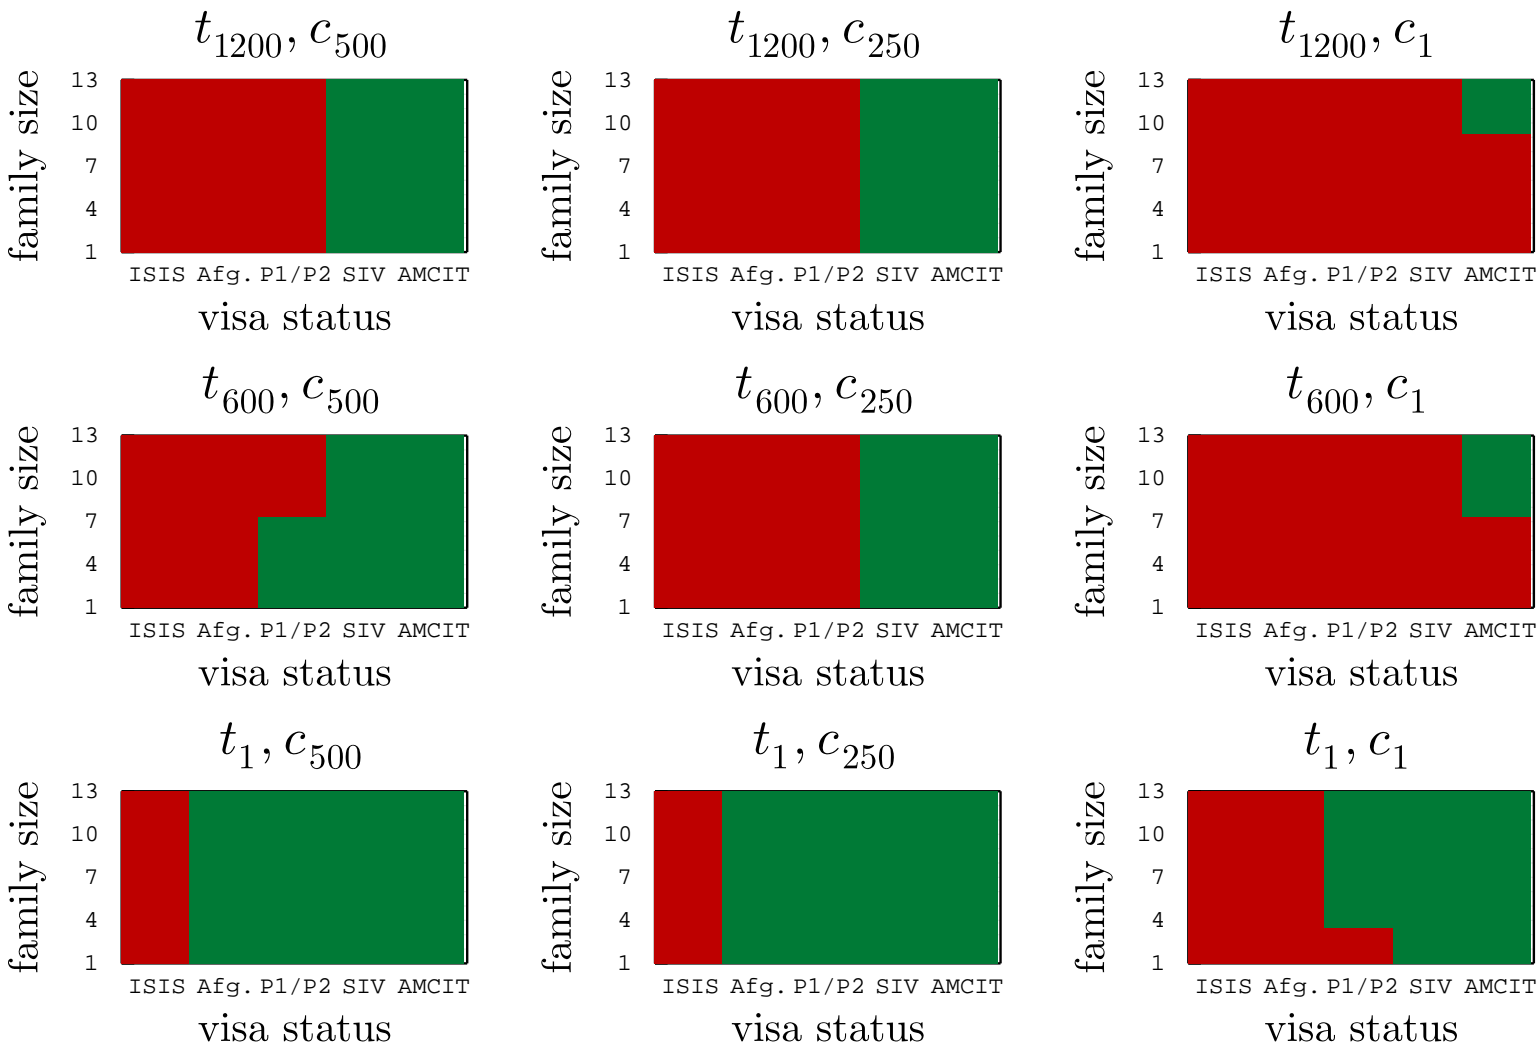 t1200, c500
family size
13
10
7
4
1
ISIS Afg. P1/P2 SIV AMCIT
visa status
t1200, c250
family size
13
10
7
4
1
ISIS Afg. P1/P2 SIV AMCIT
visa status
t1200, c1
family size
13
10
7
4
1
ISIS Afg. P1/P2 SIV AMCIT
visa status
t600, c500
family size
13
10
7
4
1
ISIS Afg. P1/P2 SIV AMCIT
visa status
t600, c250
family size
13
10
7
4
1
ISIS Afg. P1/P2 SIV AMCIT
visa status
t600, c1
family size
13
10
7
4
1
ISIS Afg. P1/P2 SIV AMCIT
visa status
t1, c500
family size
13
10
7
4
1
ISIS Afg. P1/P2 SIV AMCIT
visa status
t1, c250
family size
13
10
7
4
1
ISIS Afg. P1/P2 SIV AMCIT
visa status
t1, c1
family size
13
10
7
4
1
ISIS Afg. P1/P2 SIV AMCIT
visa status